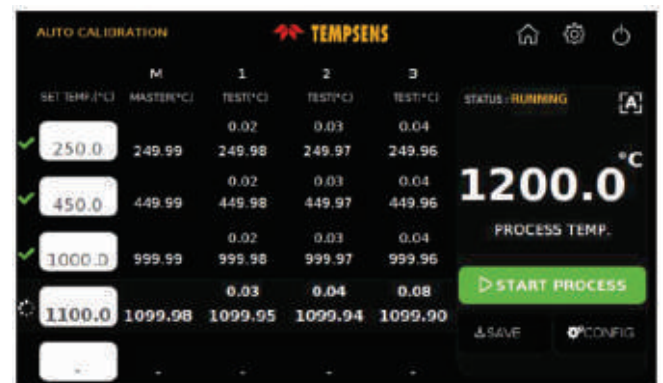 AUTO CALIBRATION
TEMPSENS
M 1 2 3
SET TEMP.(°C) MASTER(°C) TEST(°C) TEST(°C) TEST(°C)
STATUS : RUNNING
[A]
0.02 0.03 0.04
250.0 249.99 249.98 249.97 249.96
0.02 0.03 0.04
450.0 449.99 449.98 449.97 449.96
0.02 0.03 0.04
1000.0 999.99 999.98 999.97 999.96
0.03 0.04 0.08
1100.0 1099.98 1099.95 1099.94 1099.90
- - - - -
1200.0 °C
PROCESS TEMP.
START PROCESS
SAVE CONFIG